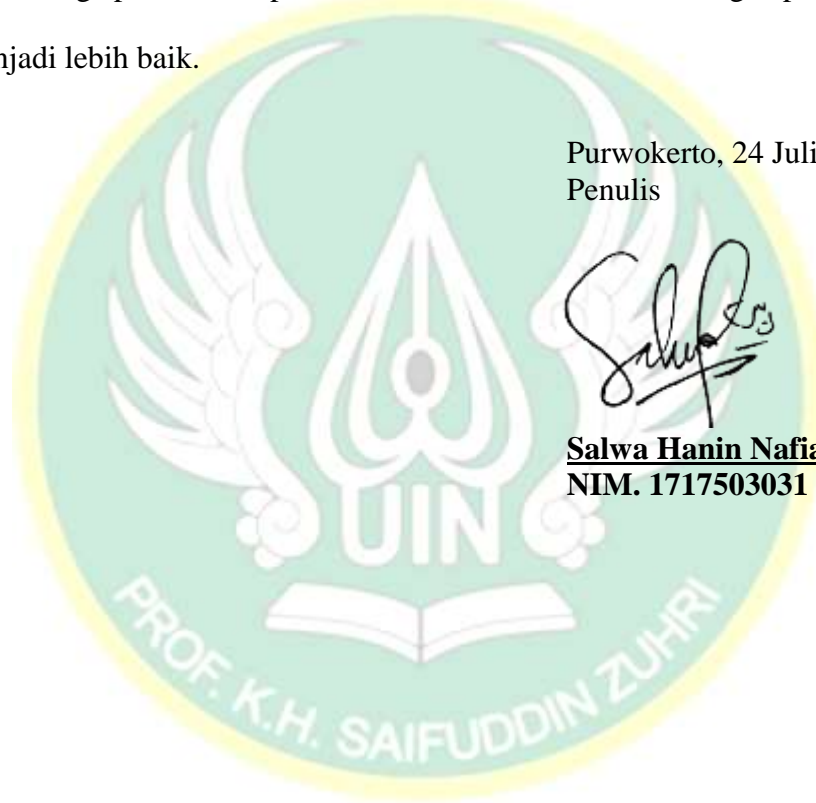 njadi lebih baik.
Purwokerto, 24 Juli
Penulis
Salwa Hanin Nafia
NIM. 1717503031
UIN
PROF. K.H. SAIFUDDIN ZUHRI